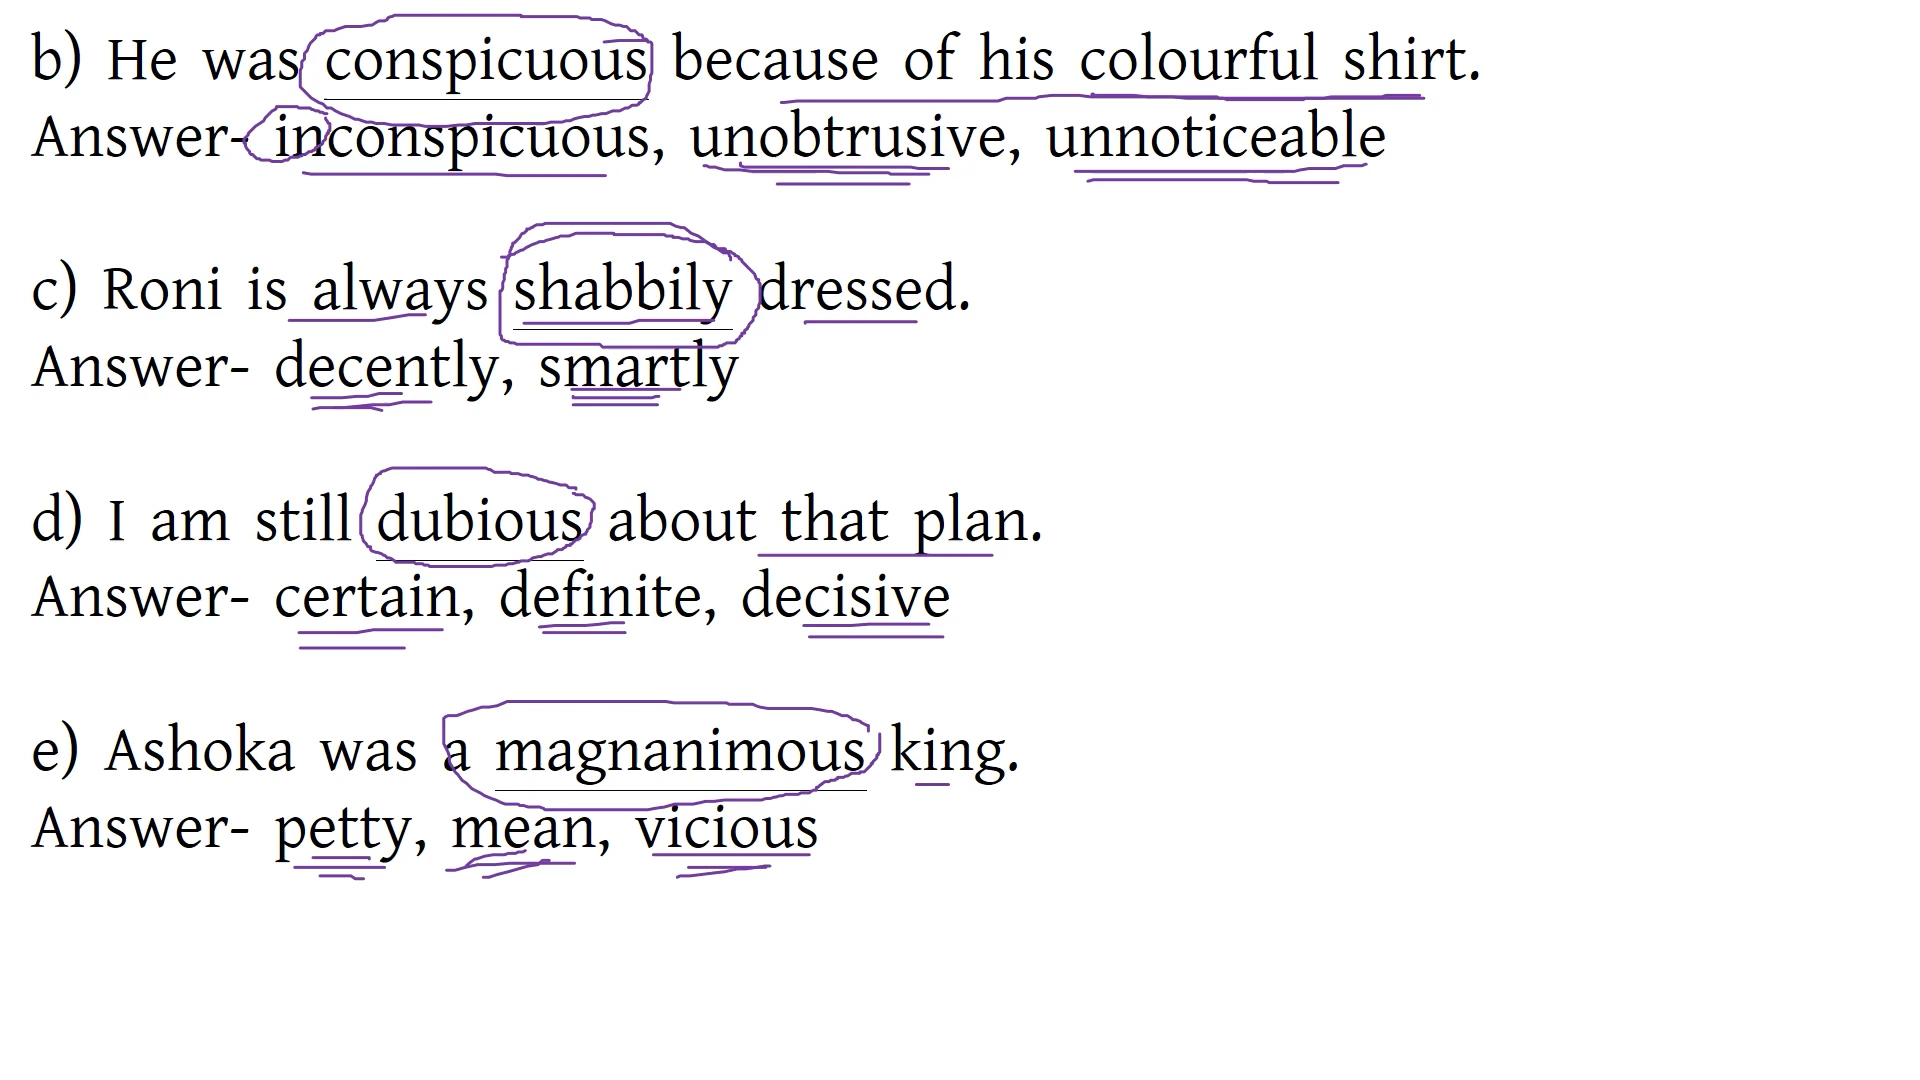 b) He was conspicuous because of his colourful shirt.
Answer- inconspicuous, unobtrusive, unnoticeable
c) Roni is always shabbily dressed.
Answer- decently, smartly
d) I am still dubious about that plan.
Answer- certain, definite, decisive
e) Ashoka was a magnanimous king.
Answer- petty, mean, vicious